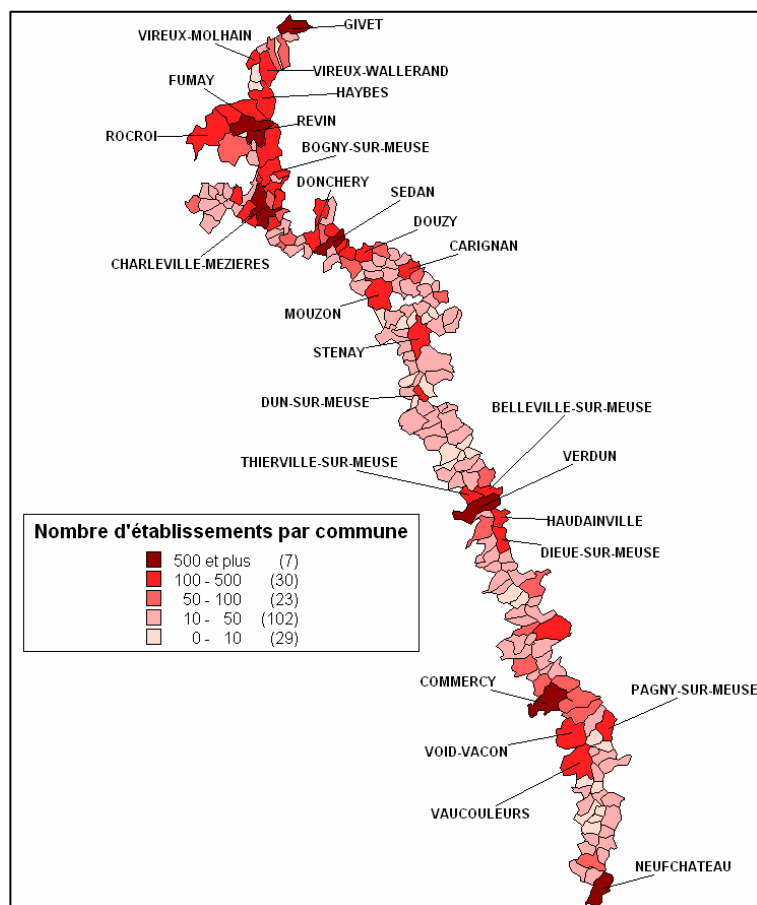 GIVET
VIREUX-MOLHAIN
VIREUX-WALLERAND
FUMAY
HAYBES
REVIN
ROCROI
BOGNY-SUR-MEUSE
DONCHERY
SEDAN
DOUZY
CARIGNAN
CHARLEVILLE-MEZIERES
MOUZON
STENAY
DUN-SUR-MEUSE
BELLEVILLE-SUR-MEUSE
THIERVILLE-SUR-MEUSE
VERDUN
HAUDAINVILLE
DIEUE-SUR-MEUSE
Nombre d'établissements par commune
500 et plus (7)
100 - 500 (30)
50 - 100 (23)
10 - 50 (102)
0 - 10 (29)
COMMERCY
PAGNY-SUR-MEUSE
VOID-VACON
VAUCOULEURS
NEUFCHATEAU